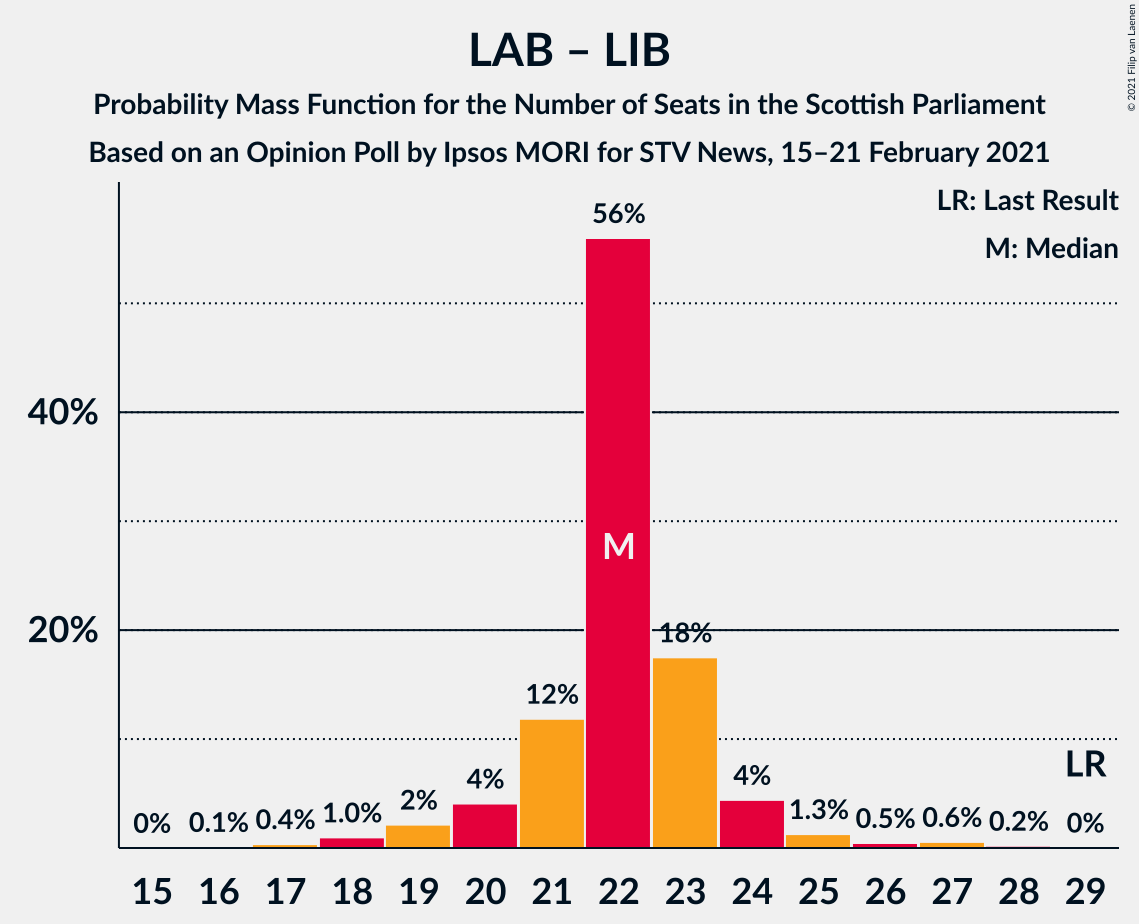 LAB – LIB
Probability Mass Function for the Number of Seats in the Scottish Parliament
Based on an Opinion Poll by Ipsos MORI for STV News, 15–21 February 2021
© 2021 Filip van Laenen
LR: Last Result
M: Median
40%
20%
0%
0.1%
0.4%
1.0%
2%
4%
12%
56%
M
18%
4%
1.3%
0.5%
0.6%
0.2%
0%
LR
15 16 17 18 19 20 21 22 23 24 25 26 27 28 29